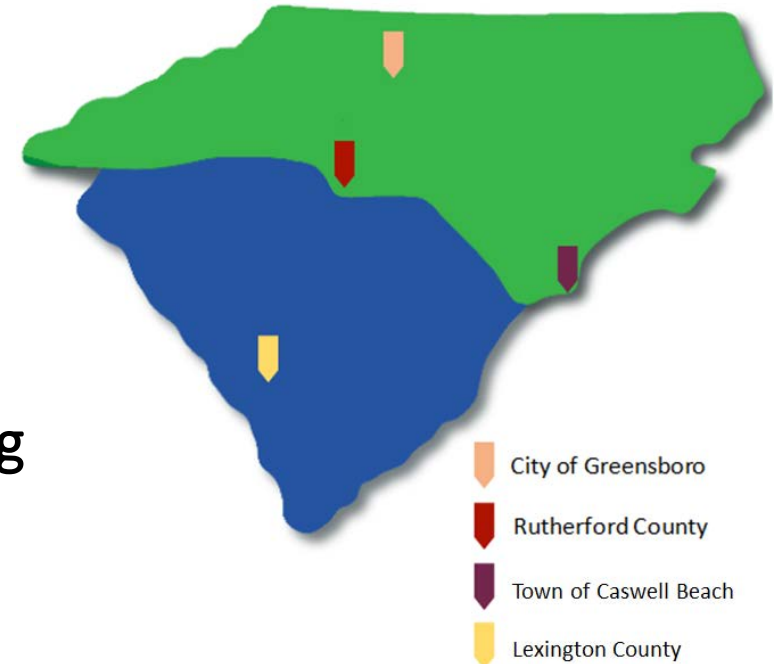 g
City of Greensboro
Rutherford County
Town of Caswell Beach
Lexington County